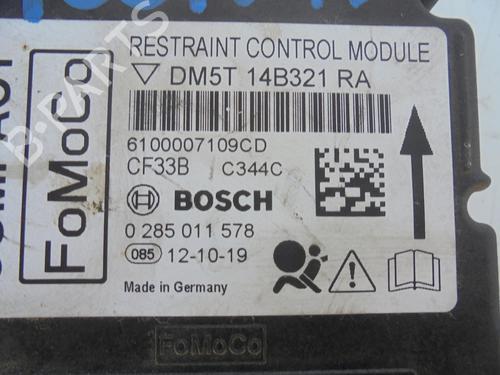 RESTRAINT CONTROL MODULE
DM5T 14B321 RA
6100007109CD
CF33B C344C
BOSCH
0 285 011 578
085 12-10-19
Made in Germany
FoMoCo
FoMoCo
B-PARTS